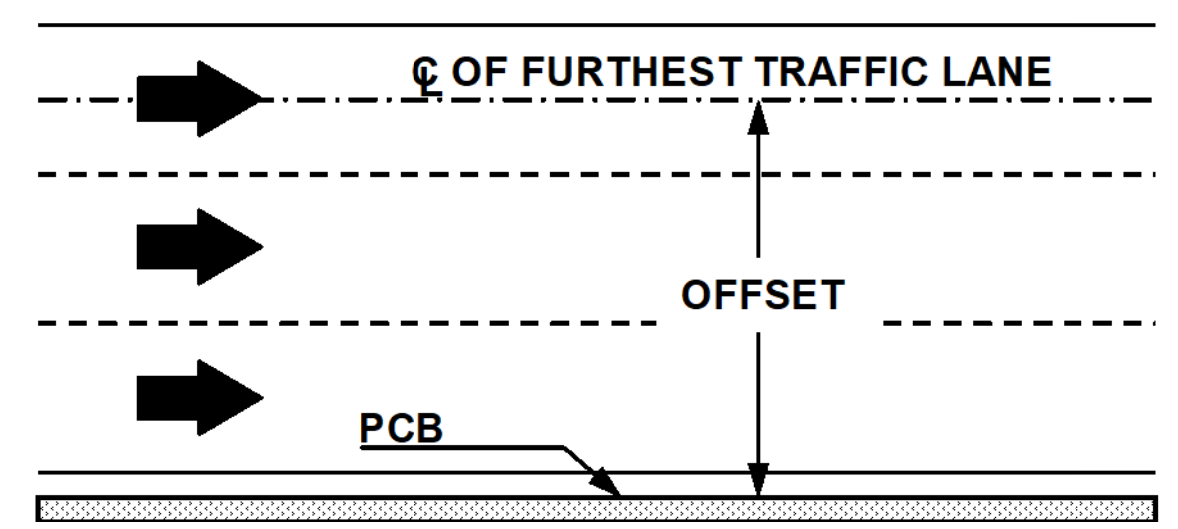 ℄ OF FURTHEST TRAFFIC LANE
OFFSET
PCB